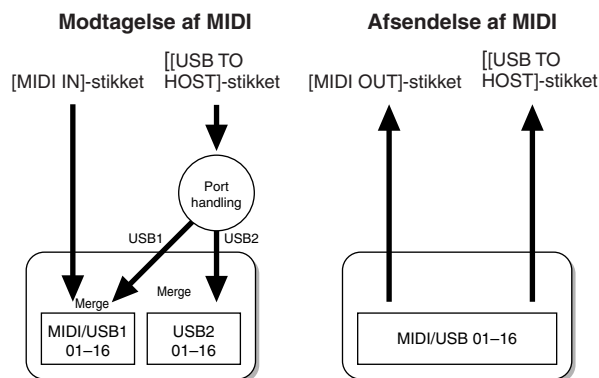 Modtagelse af MIDI
[MIDI IN]-stikket
[[USB TO
HOST]-stikket
Port
handling
USB1
USB2
Merge
Merge
MIDI/USB1
01–16
USB2
01–16
Afsendelse af MIDI
[MIDI OUT]-stikket
[[USB TO
HOST]-stikket
MIDI/USB 01–16